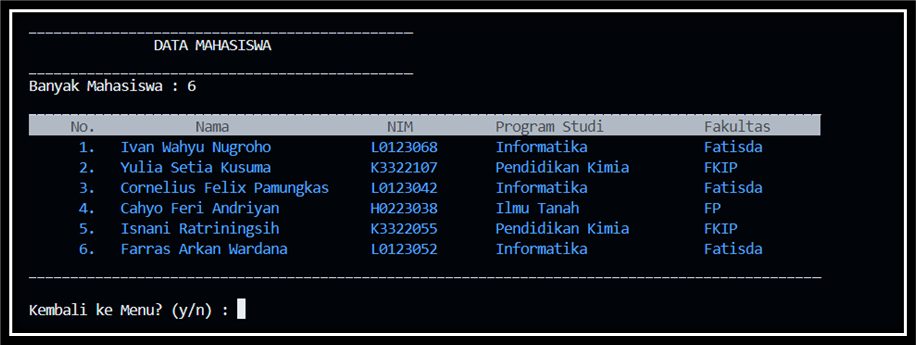 DATA MAHASISWA
Banyak Mahasiswa : 6
No. Nama NIM Program Studi Fakultas
1. Ivan Wahyu Nugroho L0123068 Informatika Fatisda
2. Yulia Setia Kusuma K3322107 Pendidikan Kimia FKIP
3. Cornelius Felix Pamungkas L0123042 Informatika Fatisda
4. Cahyo Feri Andriyan H0223038 Ilmu Tanah FP
5. Isnani Ratriningsih K3322055 Pendidikan Kimia FKIP
6. Farras Arkan Wardana L0123052 Informatika Fatisda
Kembali ke Menu? (y/n) :